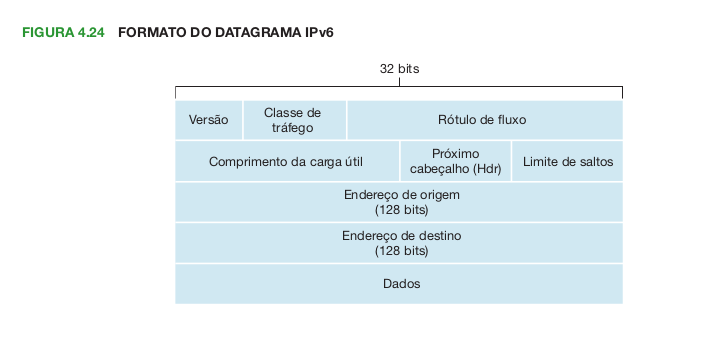 FIGURA 4.24 FORMATO DO DATAGRAMA IPv6
32 bits
Versão
Classe de
tráfego
Rótulo de fluxo
Comprimento da carga útil
Próximo
cabeçalho (Hdr)
Limite de saltos
Endereço de origem
(128 bits)
Endereço de destino
(128 bits)
Dados